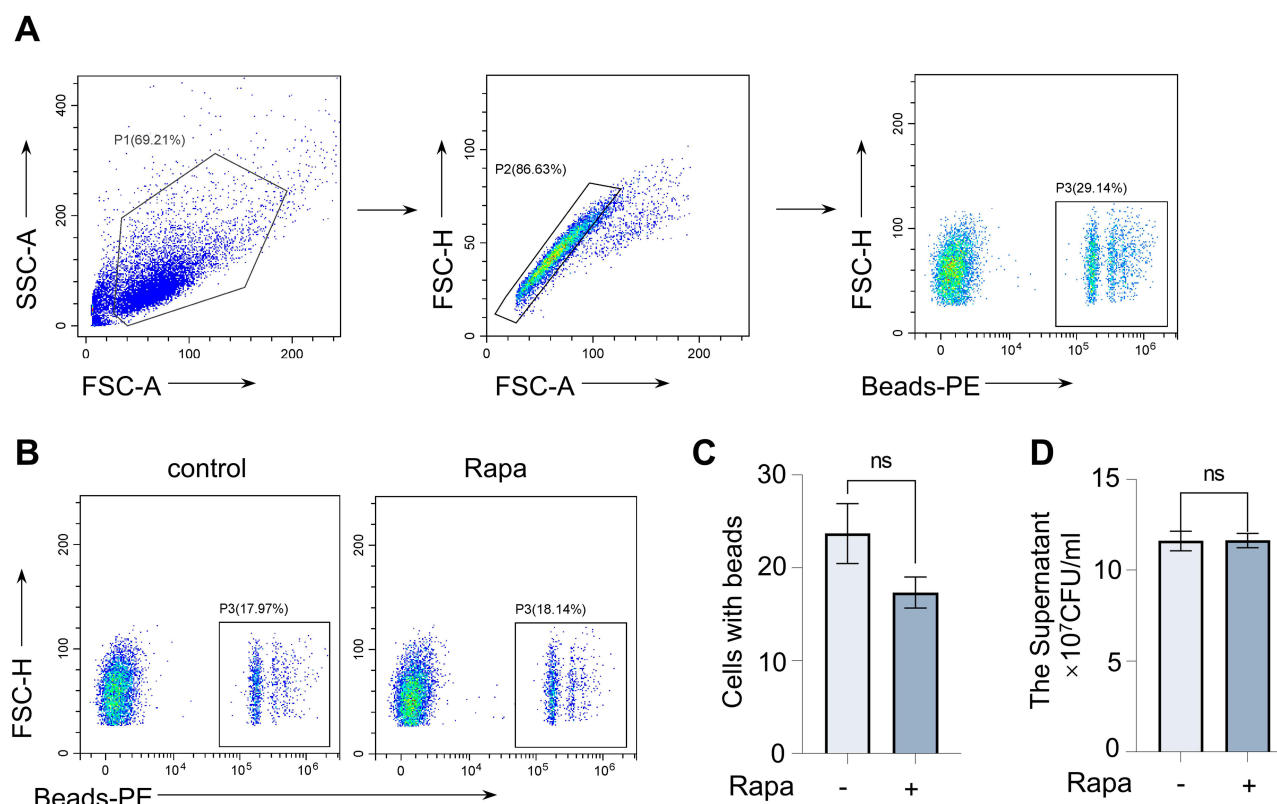 A
P1(69.21%)
SSC-A
400
200
0
0
100
200
FSC-A
P2(86.63%)
FSC-H
100
50
0
0
100
200
FSC-A
P3(29.14%)
FSC-H
200
100
0
0
10⁴
10⁵
10⁶
Beads-PE
B
control
Rapa
FSC-H
200
100
0
P3(17.97%)
0
10⁴
10⁵
10⁶
200
100
0
P3(18.14%)
0
10⁴
10⁵
10⁶
Beads-PE
C
Cells with beads
30
20
10
0
ns
Rapa
-
+
D
The Supernatant
×10⁷CFU/ml
15
10
5
0
ns
Rapa
-
+